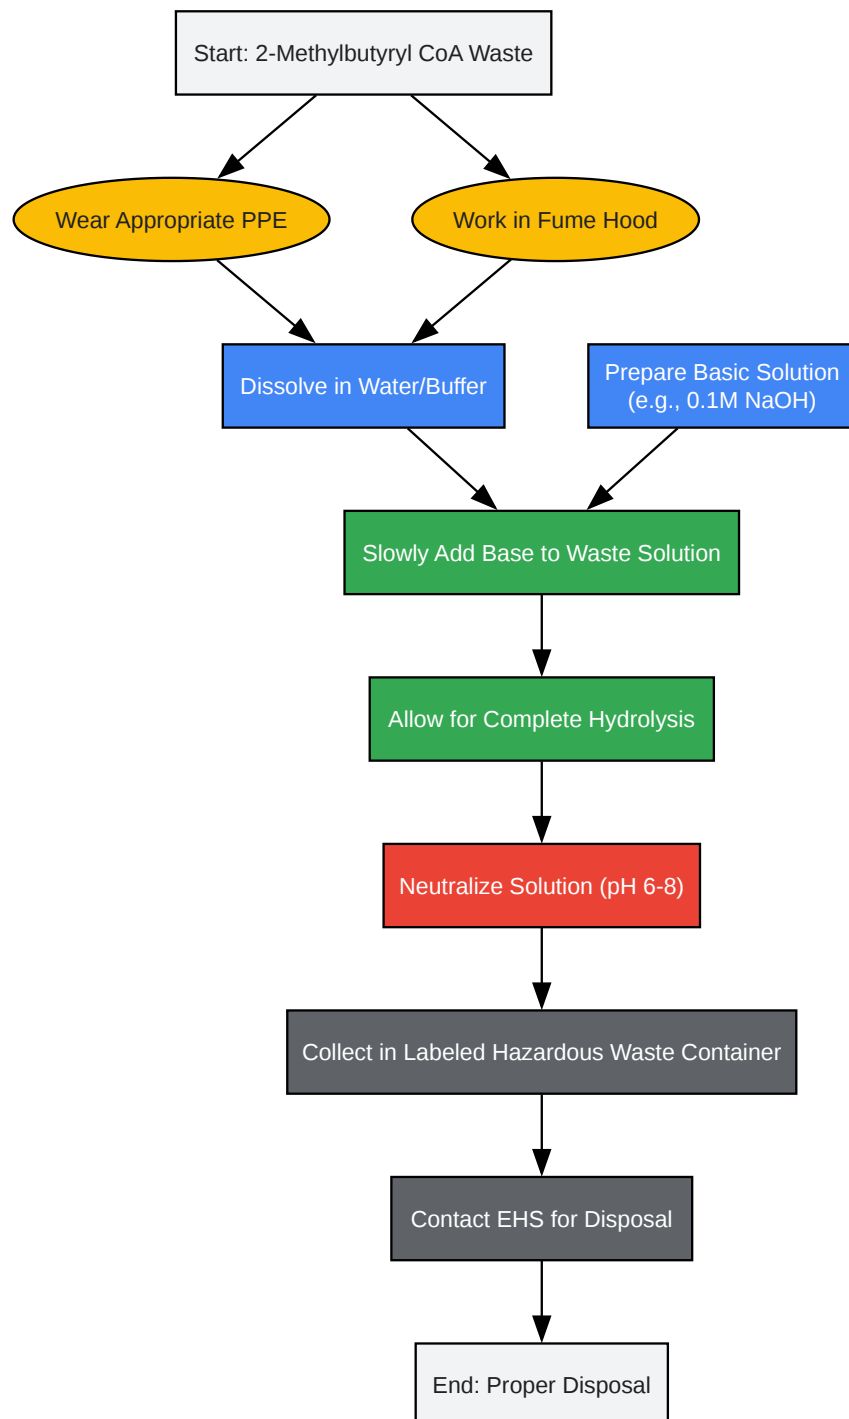 Start: 2-Methylbutyryl CoA Waste
Wear Appropriate PPE
Work in Fume Hood
Dissolve in Water/Buffer
Prepare Basic Solution
(e.g., 0.1M NaOH)
Slowly Add Base to Waste Solution
Allow for Complete Hydrolysis
Neutralize Solution (pH 6-8)
Collect in Labeled Hazardous Waste Container
Contact EHS for Disposal
End: Proper Disposal